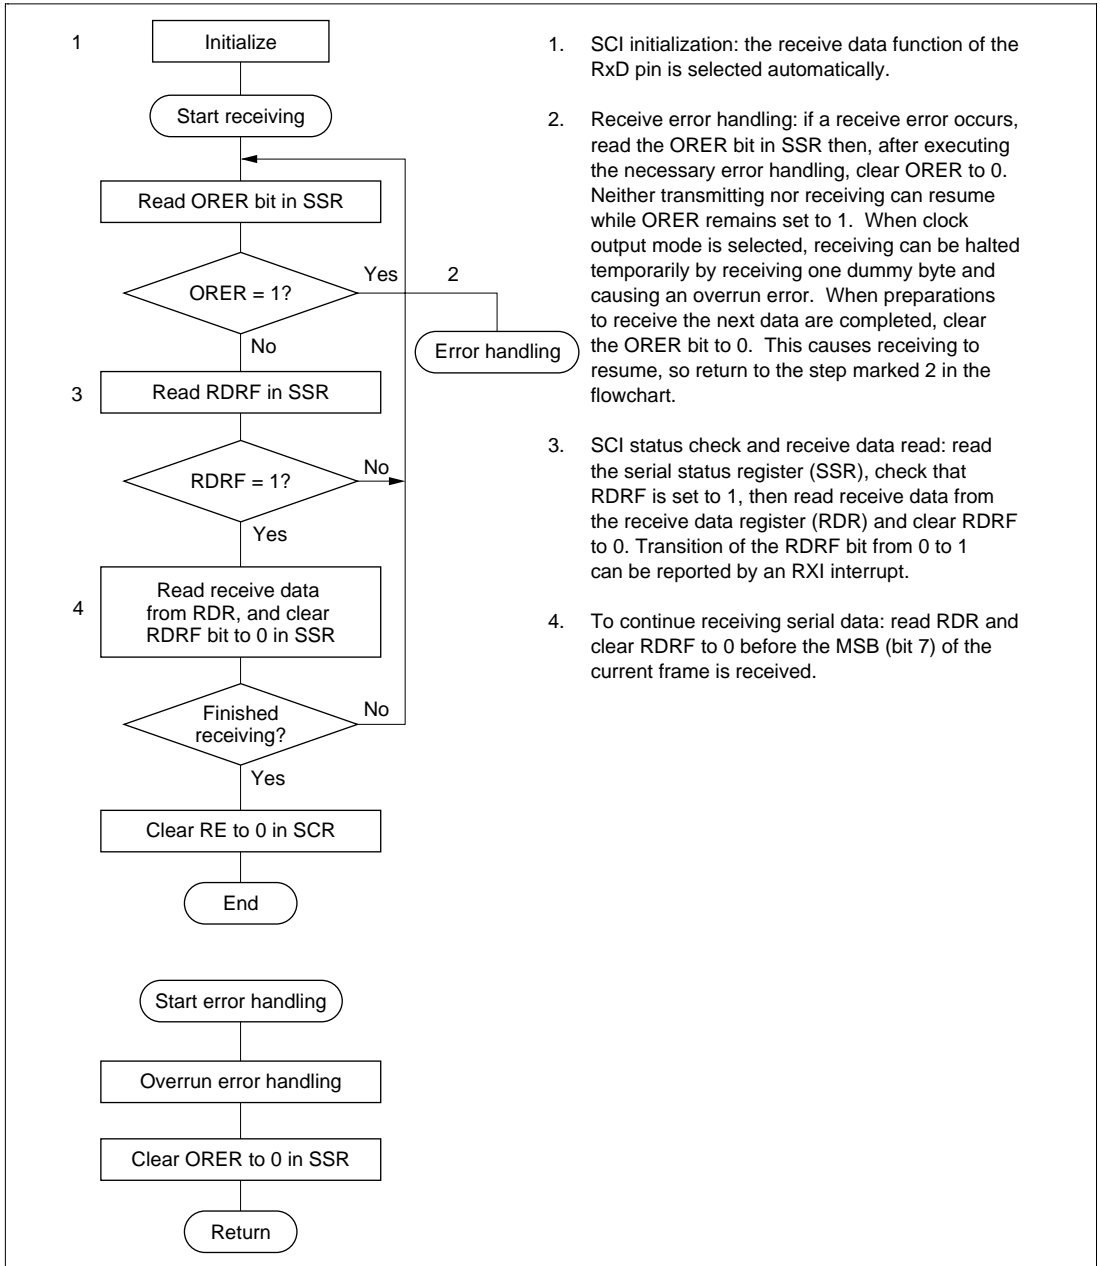 1
Initialize
Start receiving
Read ORER bit in SSR
ORER = 1?
Yes
2
Error handling
No
3
Read RDRF in SSR
RDRF = 1?
No
Yes
4
Read receive data
from RDR, and clear
RDRF bit to 0 in SSR
Finished
receiving?
No
Yes
Clear RE to 0 in SCR
End
Start error handling
Overrun error handling
Clear ORER to 0 in SSR
Return
1. SCI initialization: the receive data function of the
RxD pin is selected automatically.
2. Receive error handling: if a receive error occurs,
read the ORER bit in SSR then, after executing
the necessary error handling, clear ORER to 0.
Neither transmitting nor receiving can resume
while ORER remains set to 1. When clock
output mode is selected, receiving can be halted
temporarily by receiving one dummy byte and
causing an overrun error. When preparations
to receive the next data are completed, clear
the ORER bit to 0. This causes receiving to
resume, so return to the step marked 2 in the
flowchart.
3. SCI status check and receive data read: read
the serial status register (SSR), check that
RDRF is set to 1, then read receive data from
the receive data register (RDR) and clear RDRF
to 0. Transition of the RDRF bit from 0 to 1
can be reported by an RXI interrupt.
4. To continue receiving serial data: read RDR and
clear RDRF to 0 before the MSB (bit 7) of the
current frame is received.